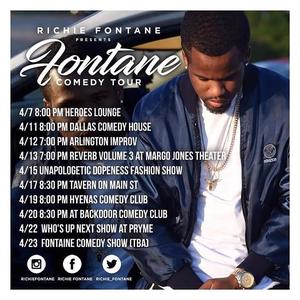 RICHIE FONTANE
PRESENTS
Fontane
COMEDY TOUR
4/7 8:00 PM HEROES LOUNGE
4/11 8:00 PM DALLAS COMEDY HOUSE
4/12 7:00 PM ARLINGTON IMPROV
4/13 7:00 PM REVERB VOLUME 3 AT MARGO JONES THEATER
4/15 UNAPOLOGETIC DOPENESS FASHION SHOW
4/17 8:30 PM TAVERN ON MAIN ST
4/19 8:00 PM HYENAS COMEDY CLUB
4/20 8:30 PM AT BACKDOOR COMEDY CLUB
4/22 WHO'S UP NEXT SHOW AT PRYME
4/23 FONTAINE COMEDY SHOW (TBA)
RICHIEFONTANE RICHIE FONTANE RICHIE_FONTANE